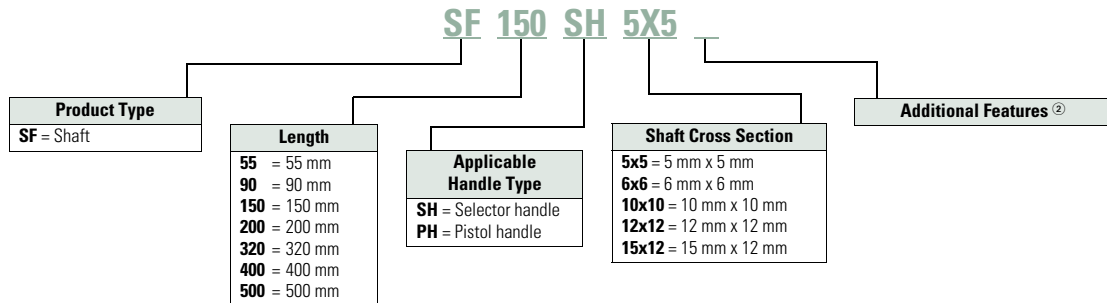 SF 150 SH 5X5 _
Product Type
SF = Shaft
Length
55 = 55 mm
90 = 90 mm
150 = 150 mm
200 = 200 mm
320 = 320 mm
400 = 400 mm
500 = 500 mm
Applicable
Handle Type
SH = Selector handle
PH = Pistol handle
Shaft Cross Section
5x5 = 5 mm x 5 mm
6x6 = 6 mm x 6 mm
10x10 = 10 mm x 10 mm
12x12 = 12 mm x 12 mm
15x12 = 15 mm x 12 mm
Additional Features ②